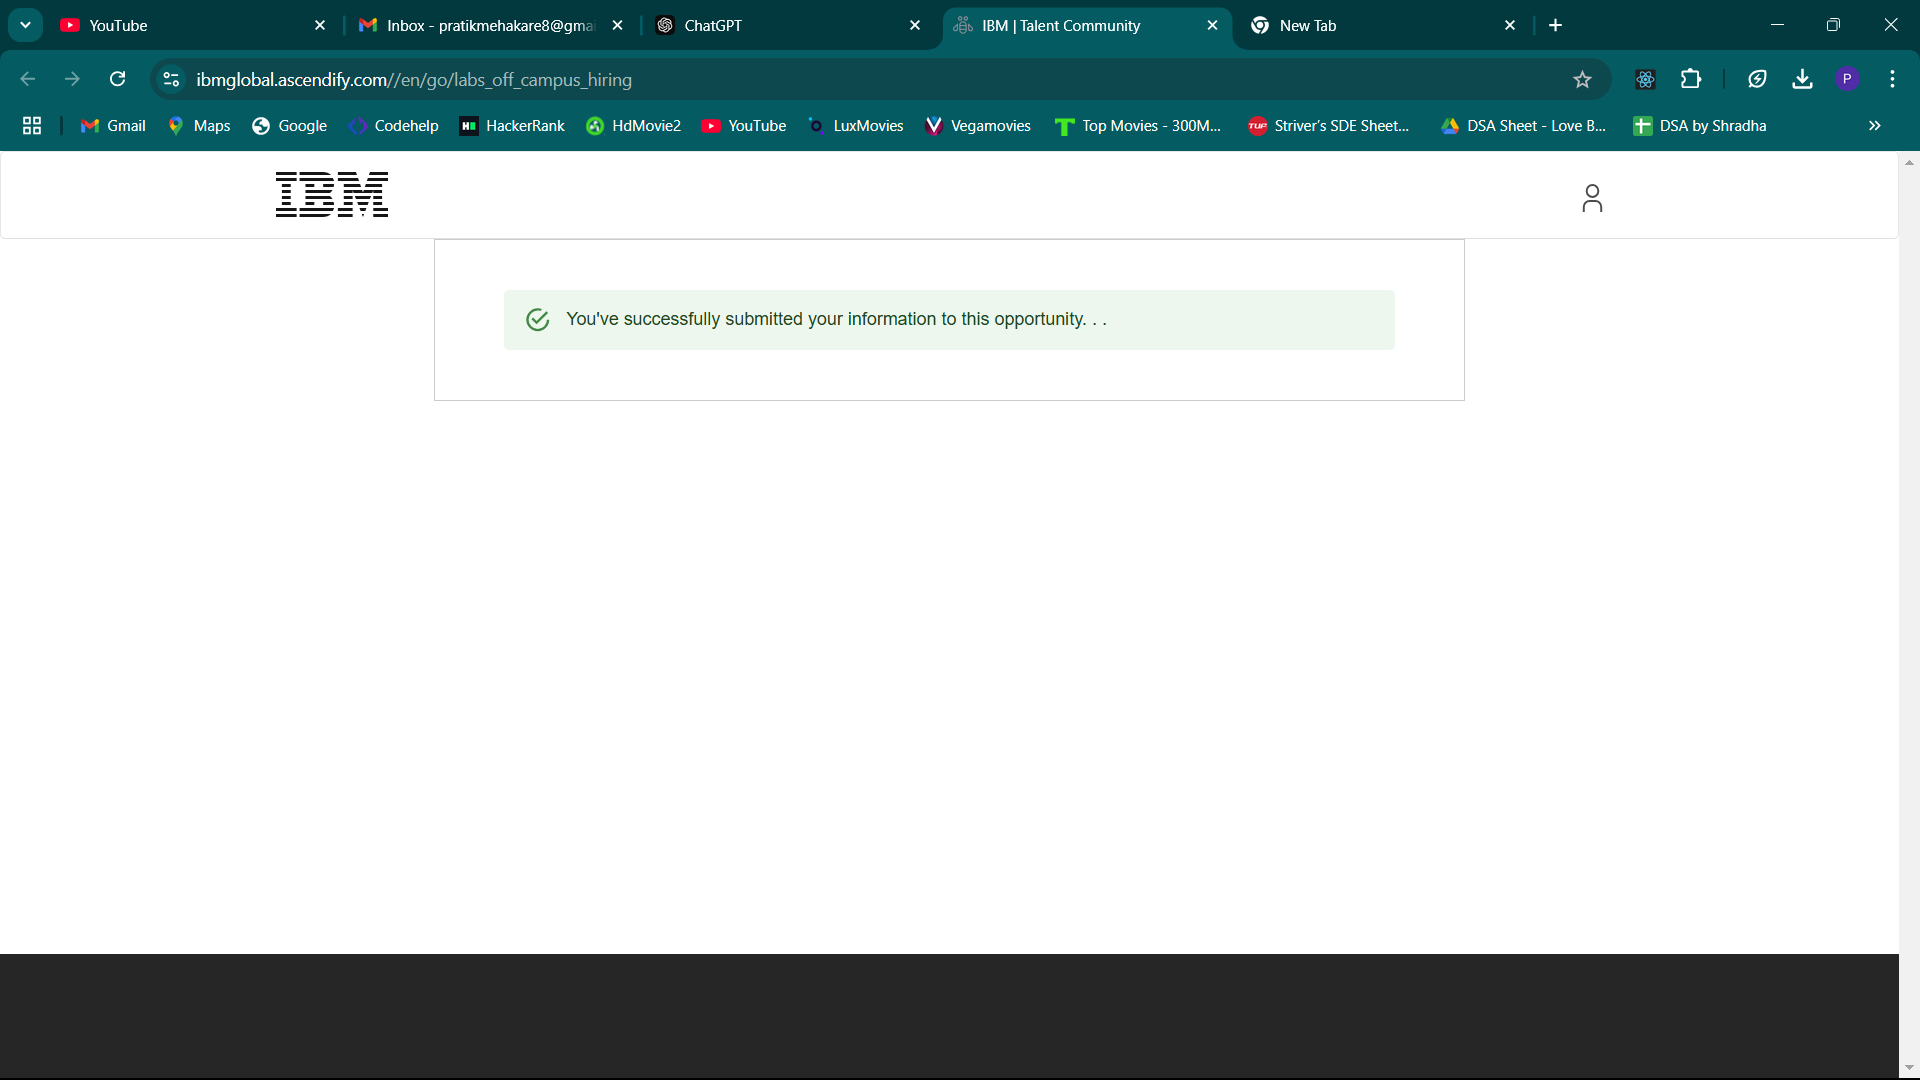 YouTube
Inbox - pratikmehakare8@gmai
ChatGPT
IBM | Talent Community
New Tab
ibmglobal.ascendify.com//en/go/labs_off_campus_hiring
P
Gmail
Maps
Google
Codehelp
HackerRank
HdMovie2
YouTube
LuxMovies
Vegamovies
Top Movies - 300M...
TUF
Striver's SDE Sheet...
DSA Sheet - Love B...
DSA by Shradha
IBM
You've successfully submitted your information to this opportunity. . .